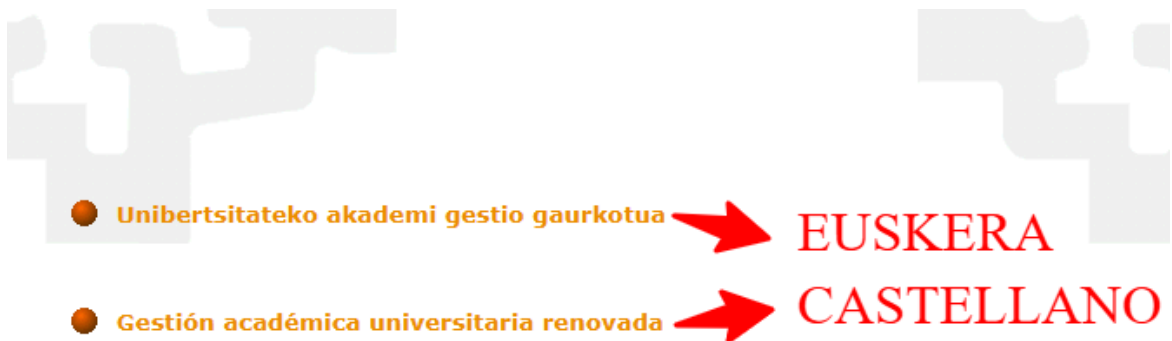 Unibertsitateko akademi gestio gaurkotua
EUSKERA
Gestión académica universitaria renovada
CASTELLANO